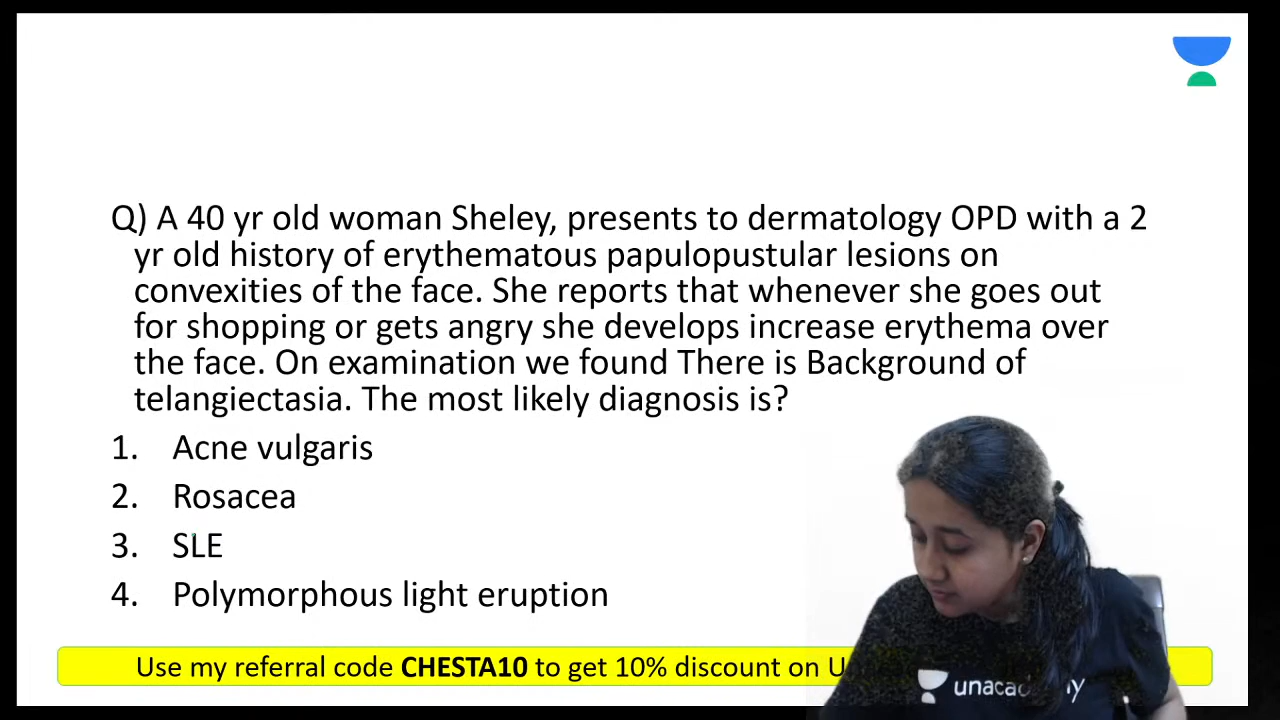 Q) A 40 yr old woman Sheley, presents to dermatology OPD with a 2
yr old history of erythematous papulopustular lesions on
convexities of the face. She reports that whenever she goes out
for shopping or gets angry she develops increase erythema over
the face. On examination we found There is Background of
telangiectasia. The most likely diagnosis is?
1. Acne vulgaris
2. Rosacea
3. SLE
4. Polymorphous light eruption
Use my referral code CHESTA10 to get 10% discount on
unacademy